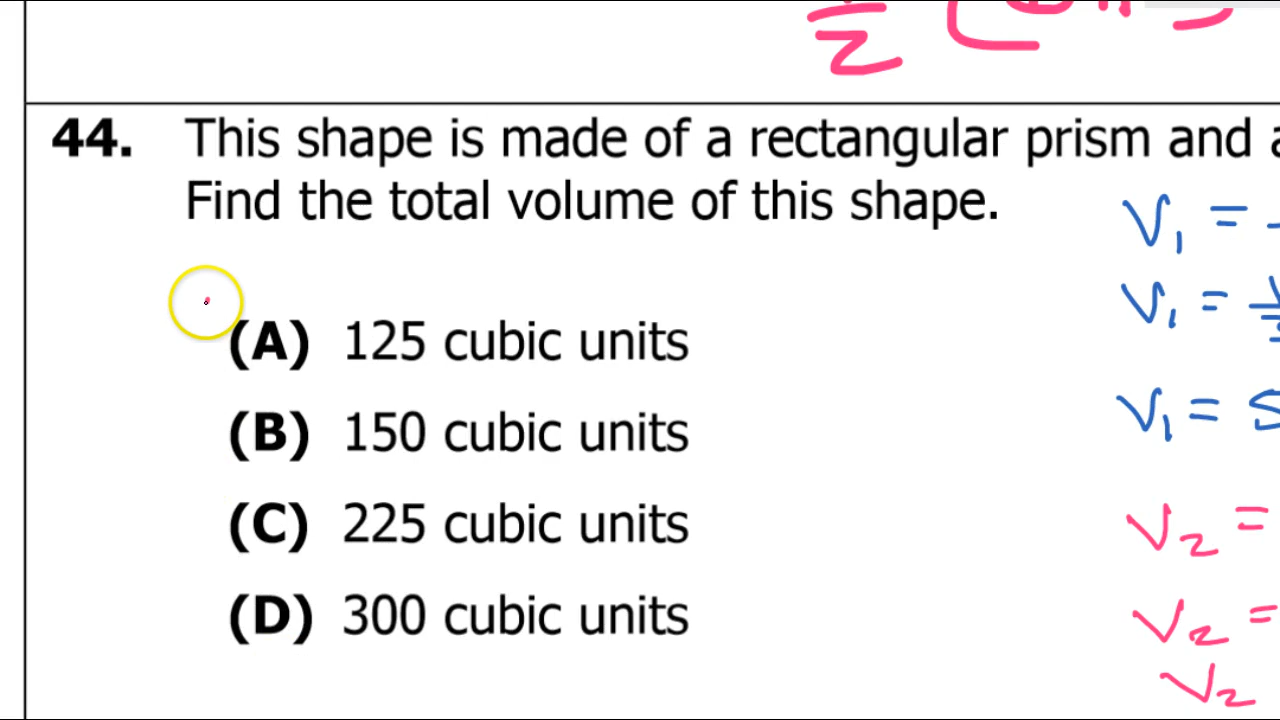 44. This shape is made of a rectangular prism and a
Find the total volume of this shape.
V₁ =
V₁ =
(A) 125 cubic units
V₁ = 5
(B) 150 cubic units
(C) 225 cubic units
V₂ =
(D) 300 cubic units
V₂ =
V₂